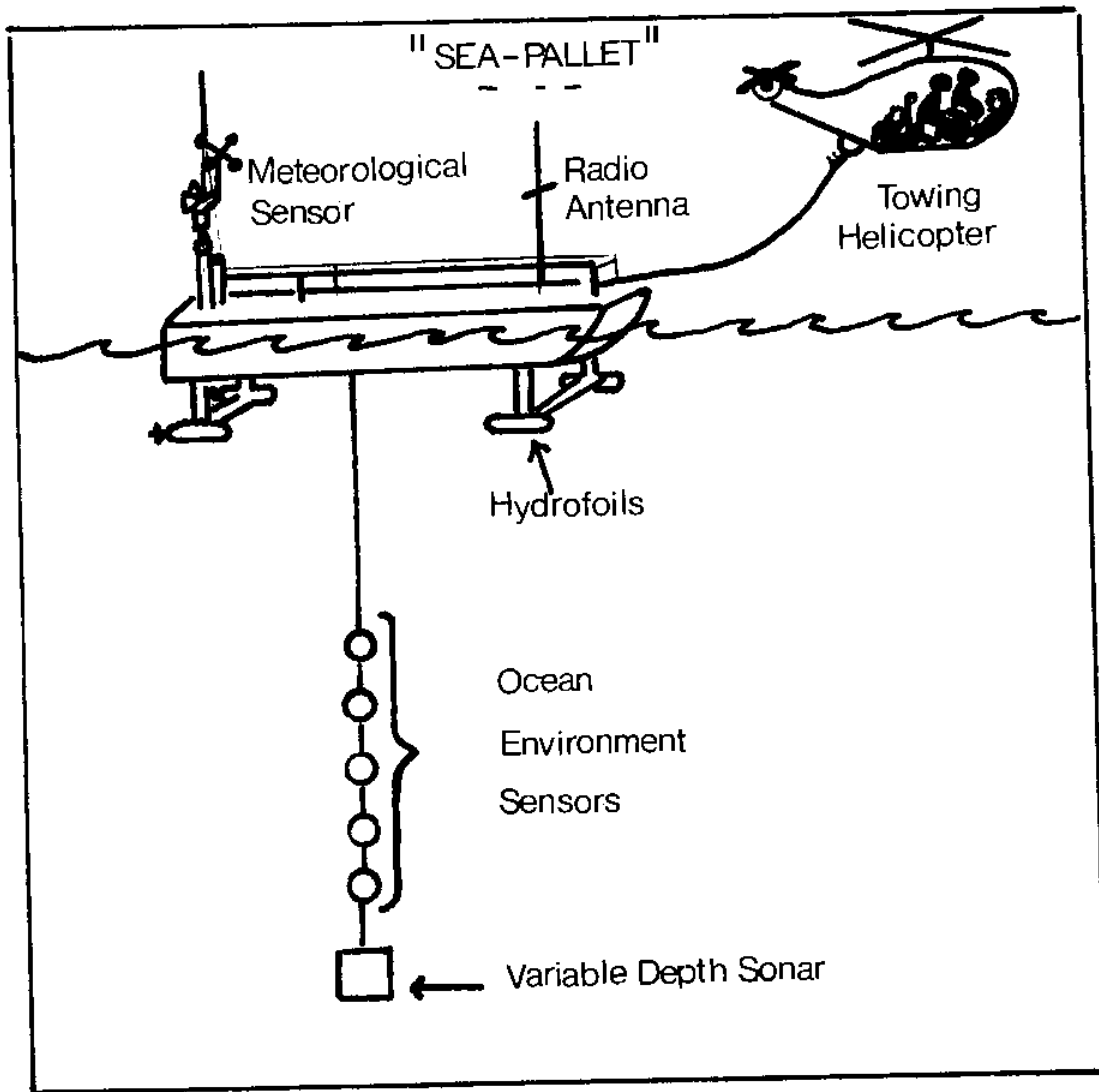 "SEA-PALLET"
Meteorological
Sensor
Radio
Antenna
Towing
Helicopter
Hydrofoils
Ocean
Environment
Sensors
Variable Depth Sonar